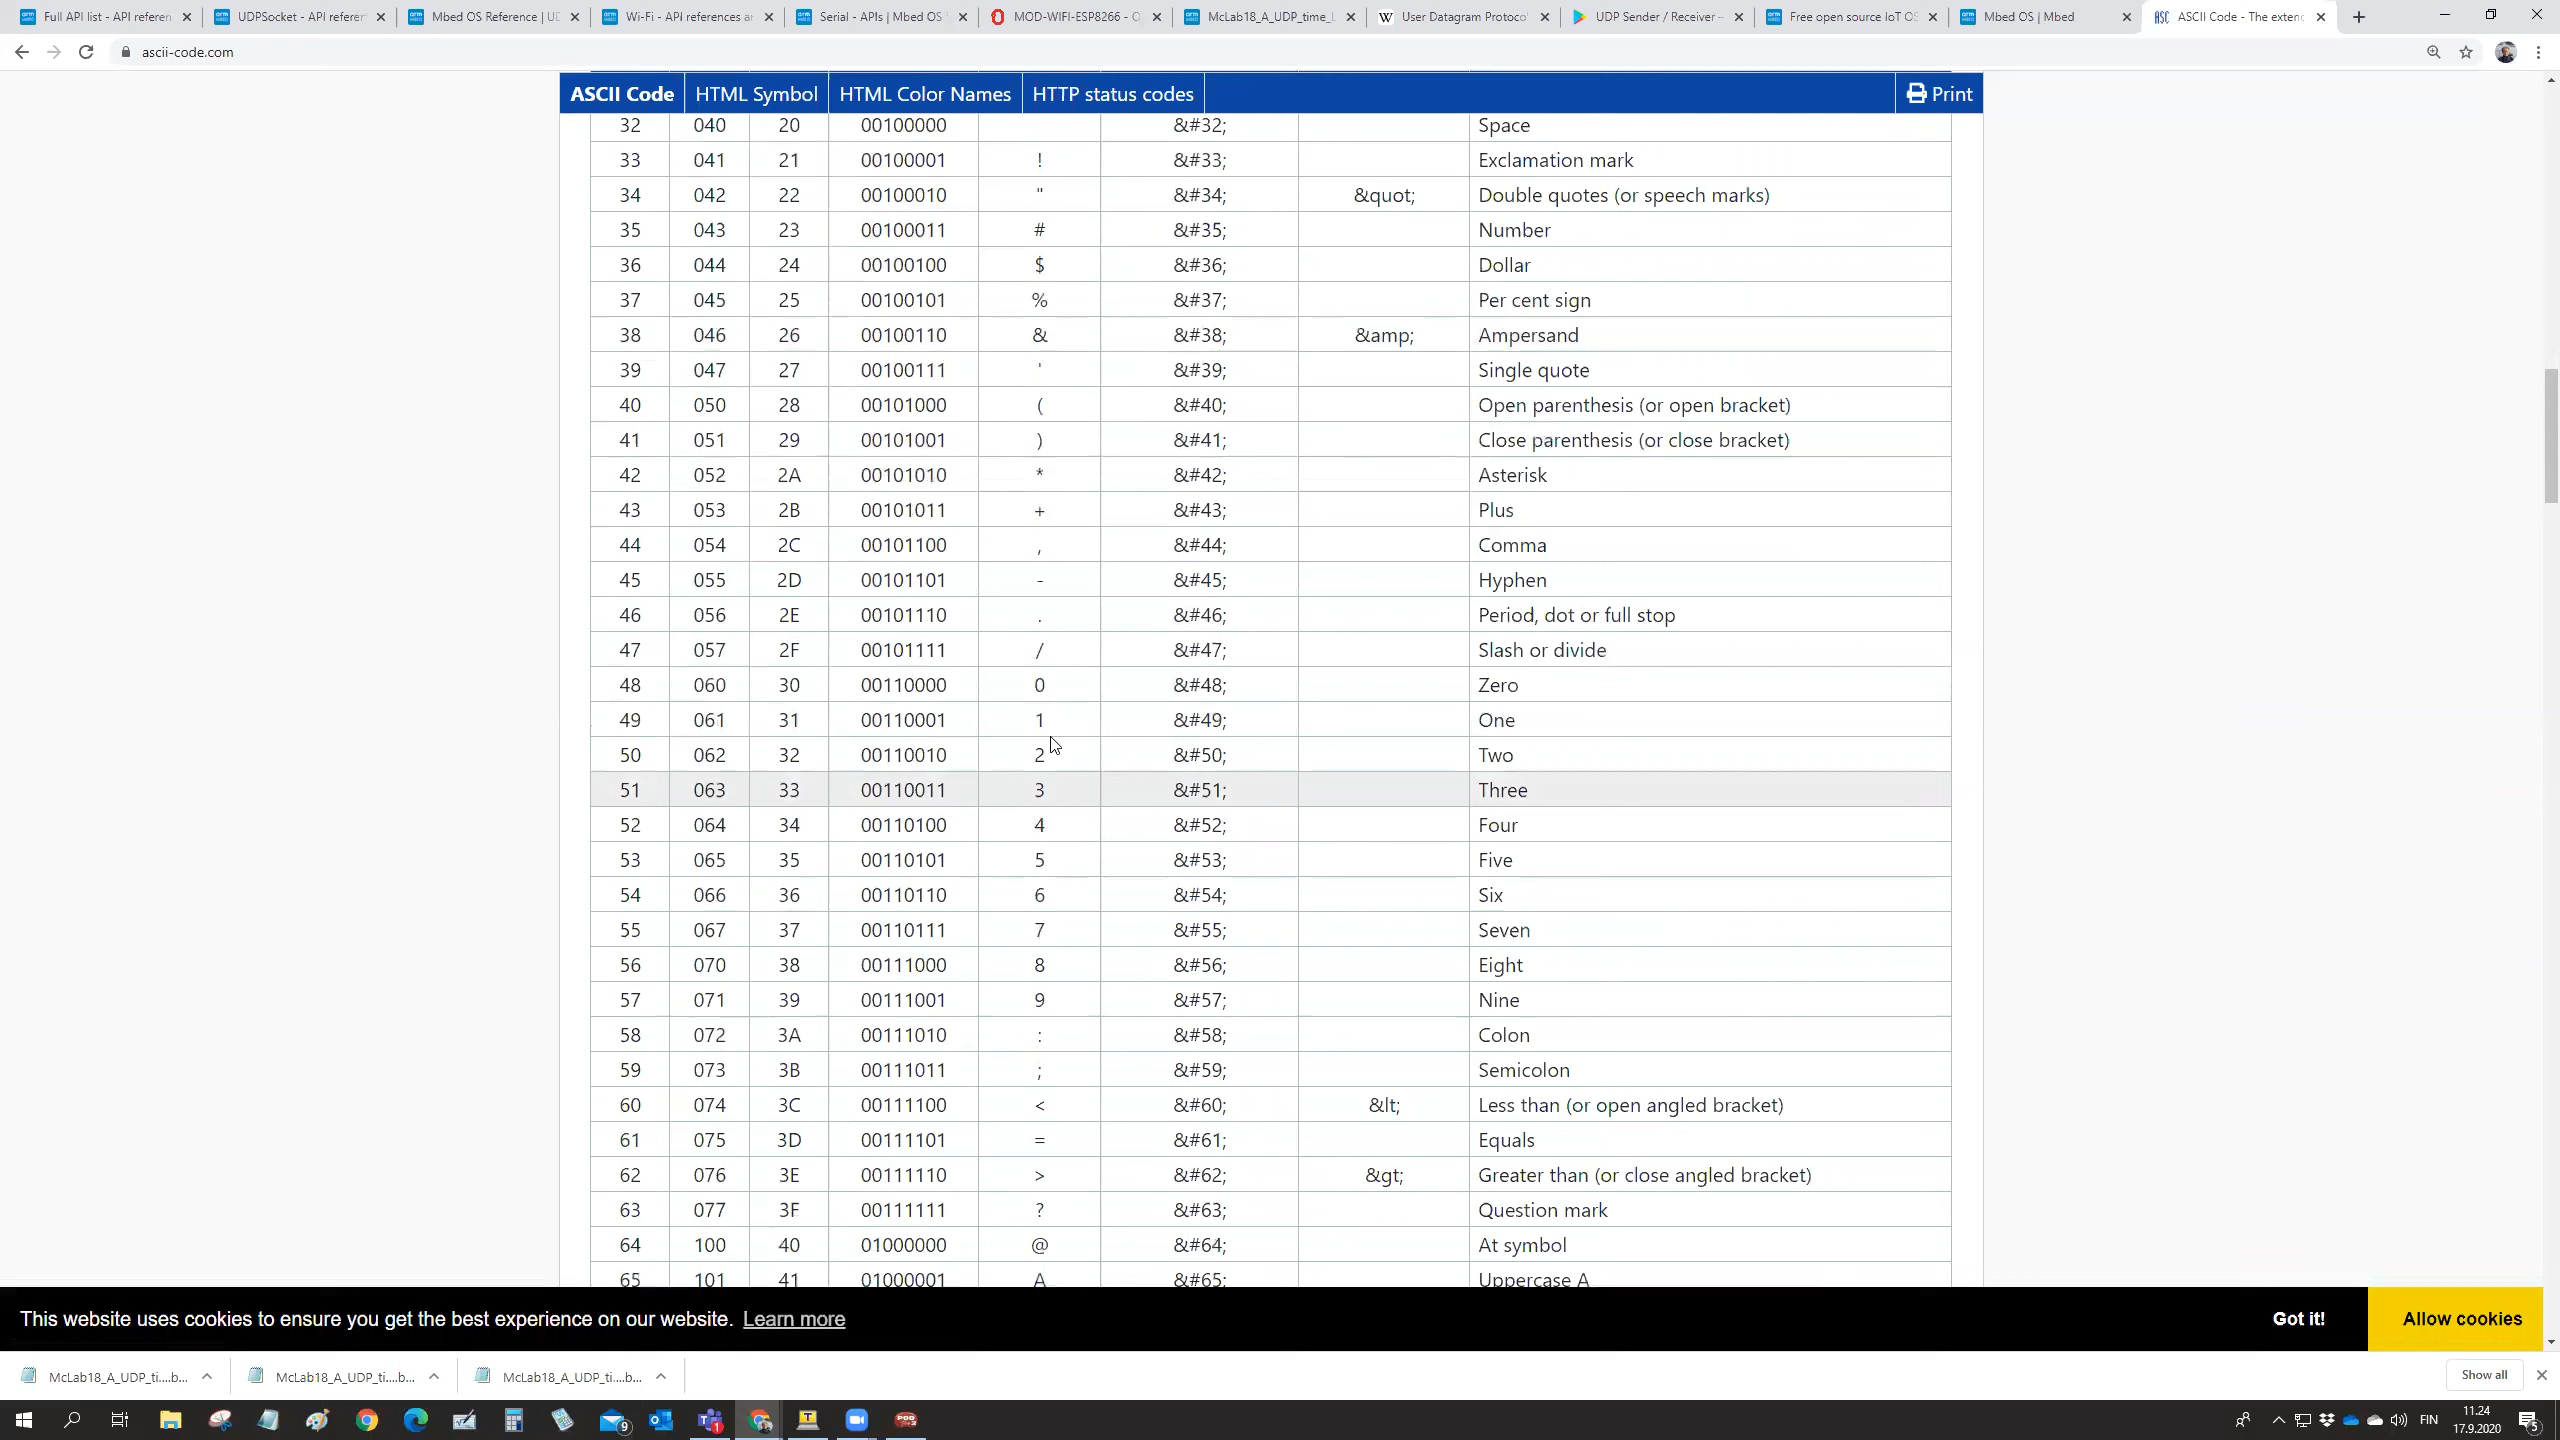 Full API list - API referen
UDPSocket - API referen
Mbed OS Reference | UD
Wi-Fi - API references a
Serial - APIs | Mbed OS
MOD-WIFI-ESP8266 - O
McLab18_A_UDP_time_
User Datagram Protoco
UDP Sender / Receiver -
Free open source IoT OS
Mbed OS | Mbed
ASCII Code - The extend
ascii-code.com
ASCII Code HTML Symbol HTML Color Names HTTP status codes Print
32 040 20 00100000 &#32; Space
33 041 21 00100001 ! &#33; Exclamation mark
34 042 22 00100010 " &#34; &quot; Double quotes (or speech marks)
35 043 23 00100011 # &#35; Number
36 044 24 00100100 $ &#36; Dollar
37 045 25 00100101 % &#37; Per cent sign
38 046 26 00100110 & &#38; &amp; Ampersand
39 047 27 00100111 ' &#39; Single quote
40 050 28 00101000 ( &#40; Open parenthesis (or open bracket)
41 051 29 00101001 ) &#41; Close parenthesis (or close bracket)
42 052 2A 00101010 * &#42; Asterisk
43 053 2B 00101011 + &#43; Plus
44 054 2C 00101100 , &#44; Comma
45 055 2D 00101101 - &#45; Hyphen
46 056 2E 00101110 . &#46; Period, dot or full stop
47 057 2F 00101111 / &#47; Slash or divide
48 060 30 00110000 0 &#48; Zero
49 061 31 00110001 1 &#49; One
50 062 32 00110010 2 &#50; Two
51 063 33 00110011 3 &#51; Three
52 064 34 00110100 4 &#52; Four
53 065 35 00110101 5 &#53; Five
54 066 36 00110110 6 &#54; Six
55 067 37 00110111 7 &#55; Seven
56 070 38 00111000 8 &#56; Eight
57 071 39 00111001 9 &#57; Nine
58 072 3A 00111010 : &#58; Colon
59 073 3B 00111011 ; &#59; Semicolon
60 074 3C 00111100 < &#60; &lt; Less than (or open angled bracket)
61 075 3D 00111101 = &#61; Equals
62 076 3E 00111110 > &#62; &gt; Greater than (or close angled bracket)
63 077 3F 00111111 ? &#63; Question mark
64 100 40 01000000 @ &#64; At symbol
65 101 41 01000001 A &#65; Uppercase A
This website uses cookies to ensure you get the best experience on our website. Learn more Got it! Allow cookies
McLab18_A_UDP_ti....b... McLab18_A_UDP_ti....b... McLab18_A_UDP_ti....b... Show all
FIN 11.24
17.9.2020